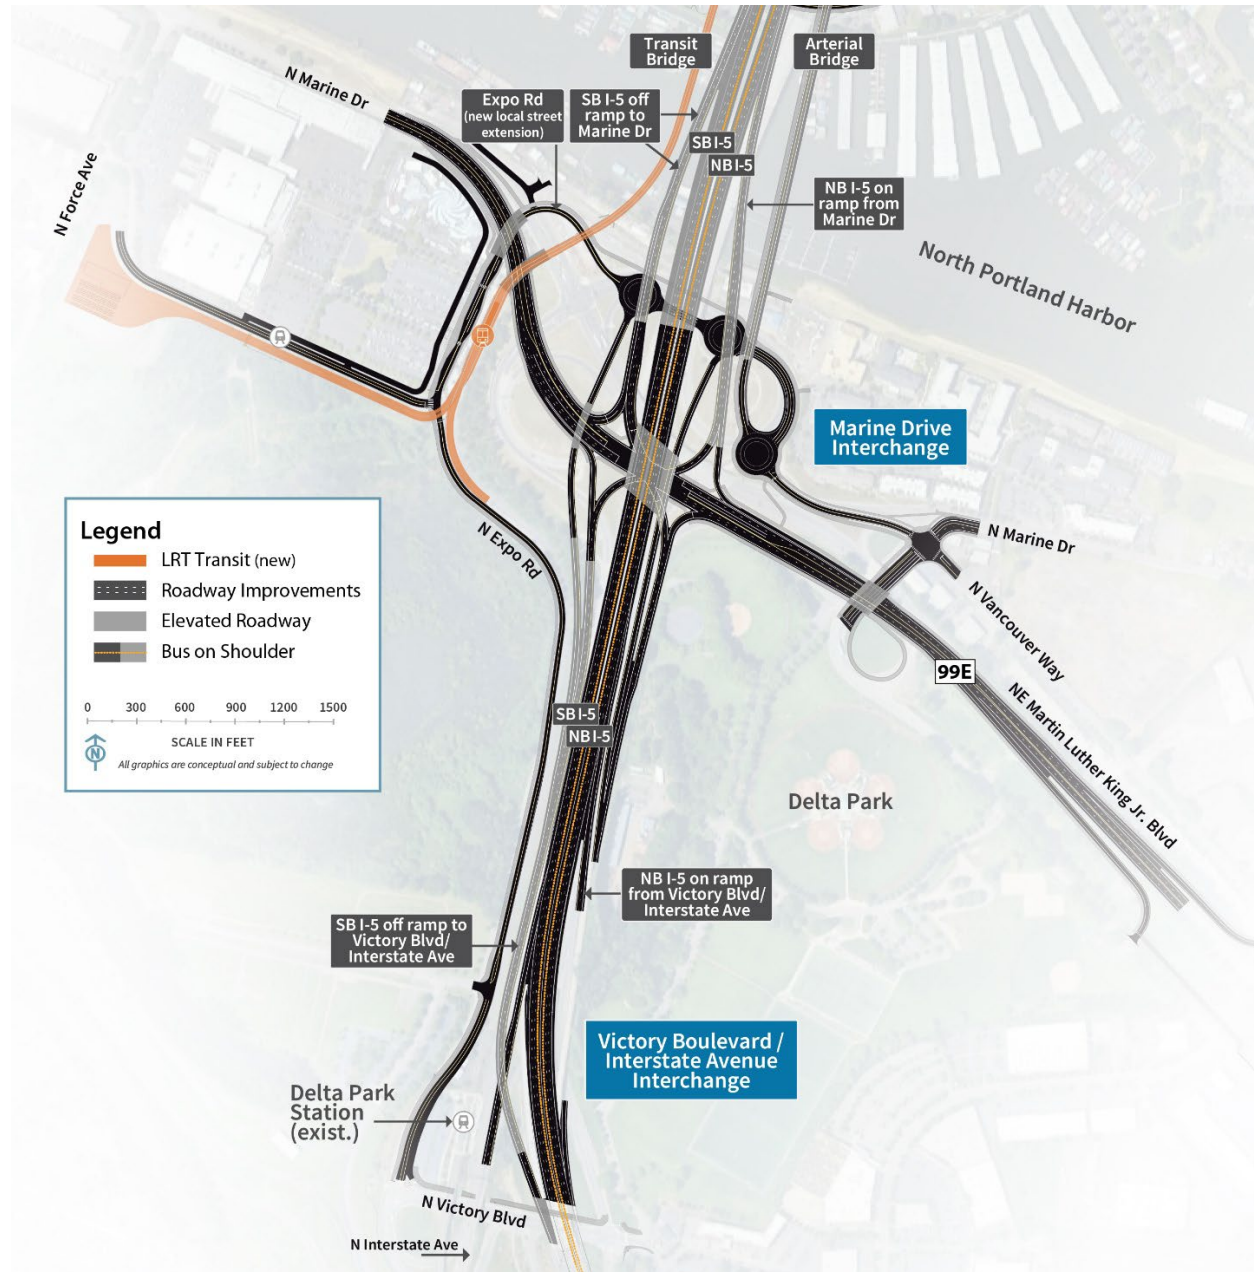 Transit
Bridge
Arterial
Bridge
N Marine Dr
Expo Rd
(new local street
extension)
SB I-5 off
ramp to
Marine Dr
SB I-5
NB I-5
N Force Ave
NB I-5 on
ramp from
Marine Dr
North Portland Harbor
Marine Drive
Interchange
Legend
LRT Transit (new)
Roadway Improvements
Elevated Roadway
Bus on Shoulder
0 300 600 900 1200 1500
SCALE IN FEET
N
All graphics are conceptual and subject to change
N Expo Rd
N Marine Dr
N Vancouver Way
99E
NE Martin Luther King Jr. Blvd
SB I-5
NB I-5
Delta Park
NB I-5 on ramp
from Victory Blvd/
Interstate Ave
SB I-5 off ramp to
Victory Blvd/
Interstate Ave
Victory Boulevard /
Interstate Avenue
Interchange
Delta Park
Station
(exist.)
N Victory Blvd
N Interstate Ave